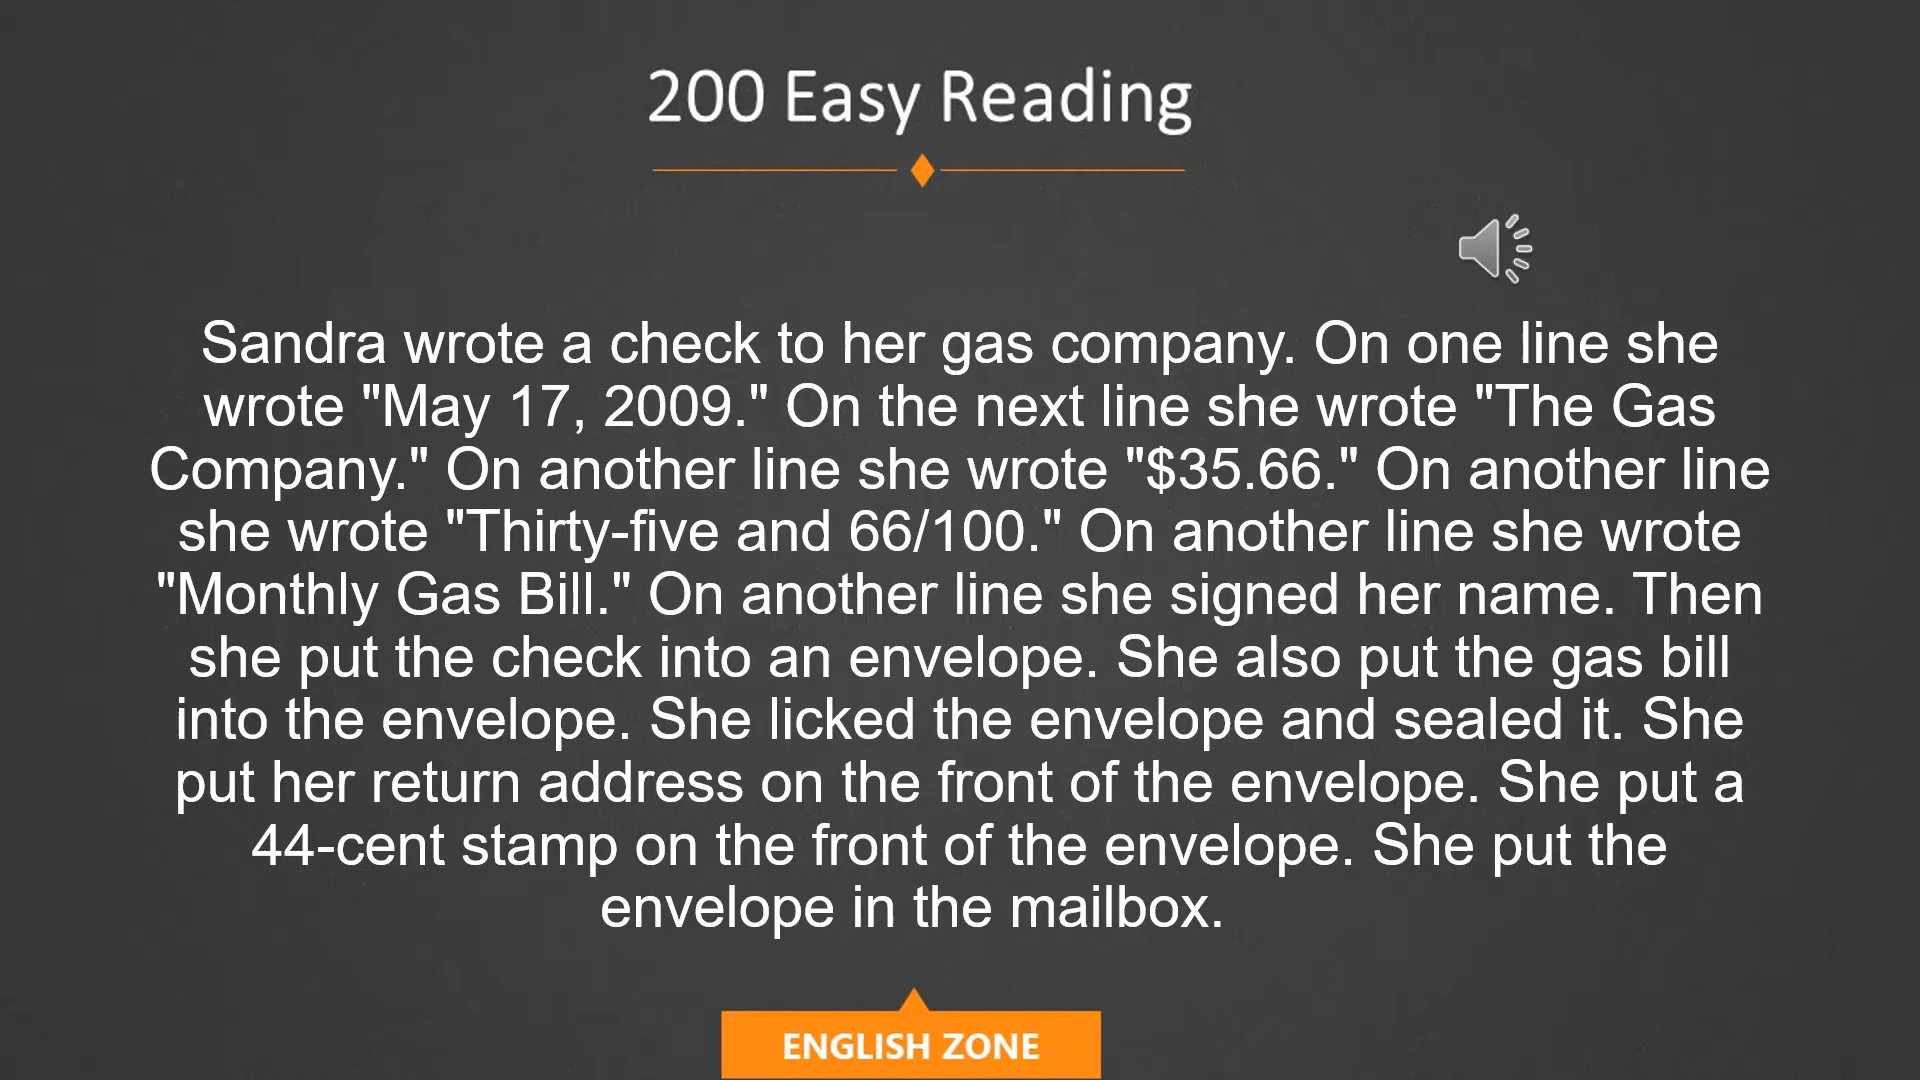 200 Easy Reading
Sandra wrote a check to her gas company. On one line she
wrote "May 17, 2009." On the next line she wrote "The Gas
Company." On another line she wrote "$35.66." On another line
she wrote "Thirty-five and 66/100." On another line she wrote
"Monthly Gas Bill." On another line she signed her name. Then
she put the check into an envelope. She also put the gas bill
into the envelope. She licked the envelope and sealed it. She
put her return address on the front of the envelope. She put a
44-cent stamp on the front of the envelope. She put the
envelope in the mailbox.
ENGLISH ZONE